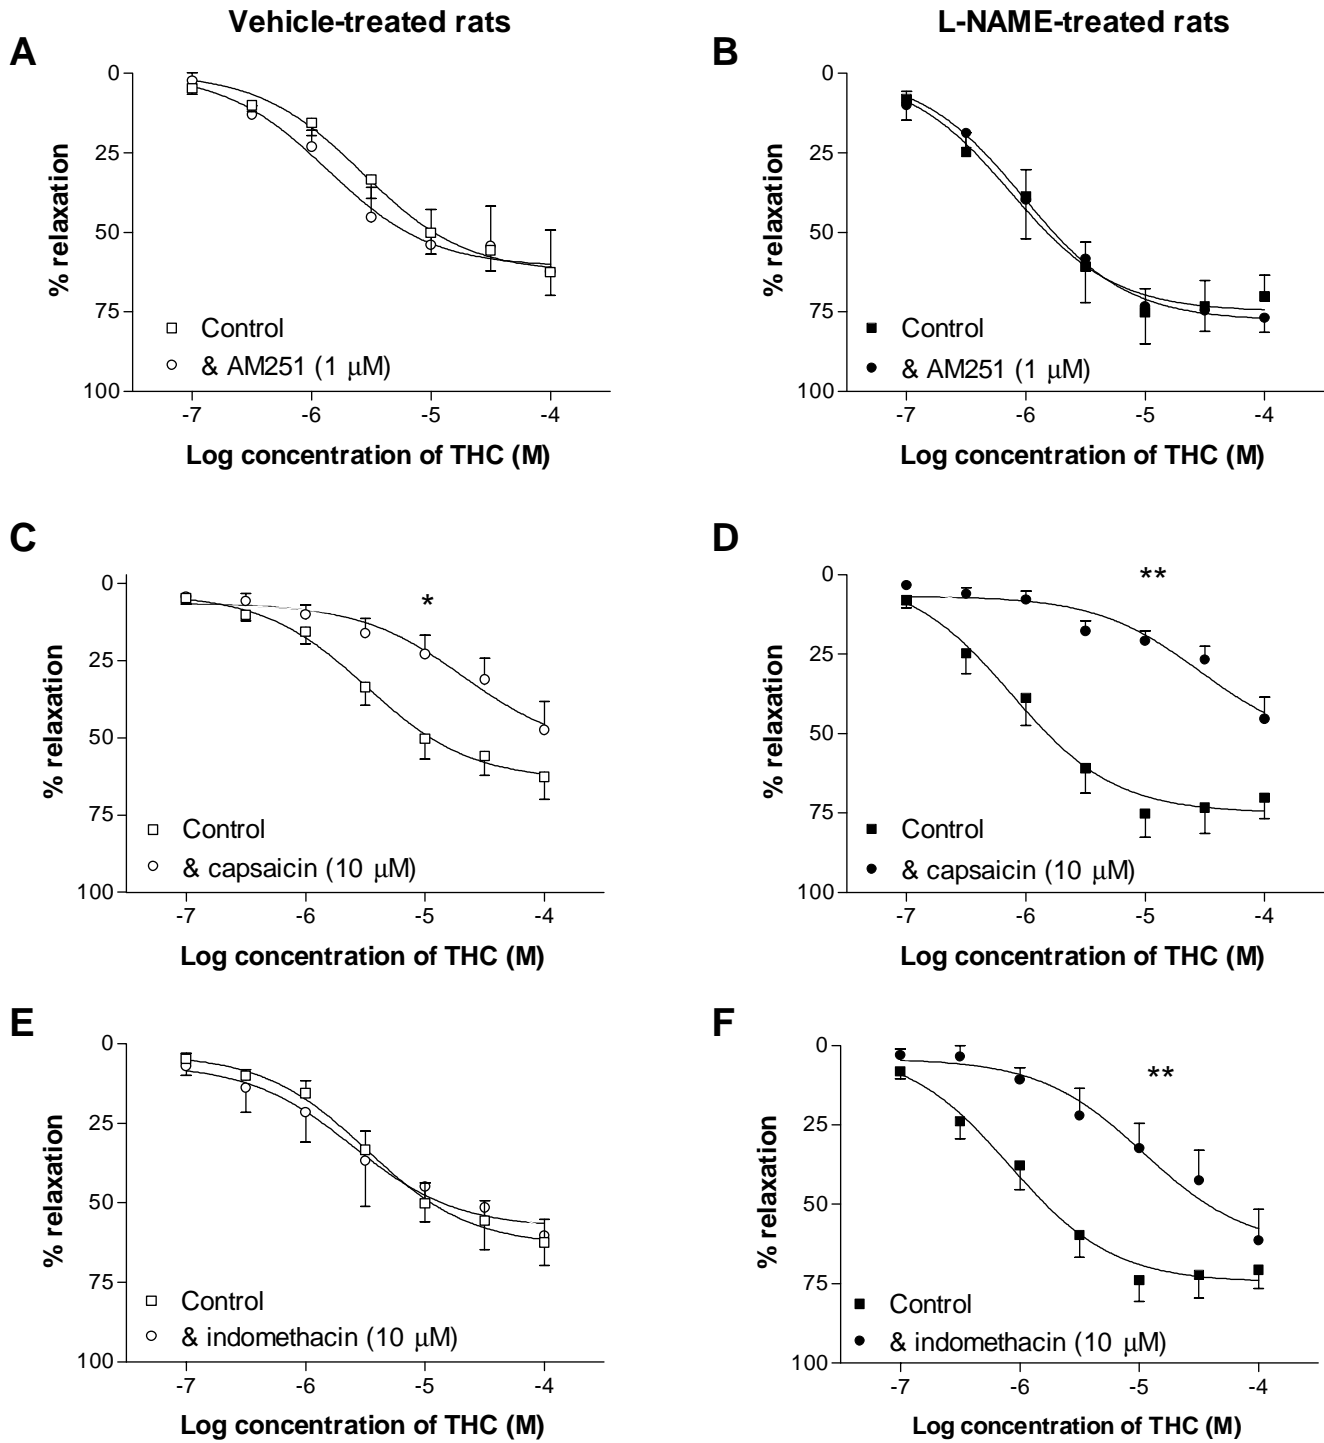 Vehicle-treated rats
L-NAME-treated rats
A
0
25
50
75
100
% relaxation
Control
& AM251 (1 μM)
-7 -6 -5 -4
Log concentration of THC (M)
B
0
25
50
75
100
% relaxation
Control
& AM251 (1 μM)
-7 -6 -5 -4
Log concentration of THC (M)
C
0
25
50
75
100
% relaxation
*
Control
& capsaicin (10 μM)
-7 -6 -5 -4
Log concentration of THC (M)
D
0
25
50
75
100
% relaxation
**
Control
& capsaicin (10 μM)
-7 -6 -5 -4
Log concentration of THC (M)
E
0
25
50
75
100
% relaxation
Control
& indomethacin (10 μM)
-7 -6 -5 -4
Log concentration of THC (M)
F
0
25
50
75
100
% relaxation
**
Control
& indomethacin (10 μM)
-7 -6 -5 -4
Log concentration of THC (M)